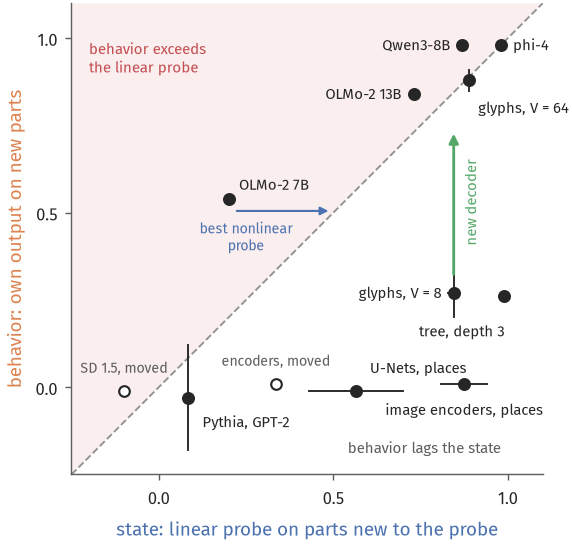 behavior exceeds
the linear probe
Qwen3-8B
phi-4
OLMo-2 13B
glyphs, V = 64
OLMo-2 7B
best nonlinear
probe
new decoder
glyphs, V = 8
tree, depth 3
SD 1.5, moved
encoders, moved
U-Nets, places
image encoders, places
Pythia, GPT-2
behavior lags the state
behavior: own output on new parts
1.0
0.5
0.0
0.0
0.5
1.0
state: linear probe on parts new to the probe